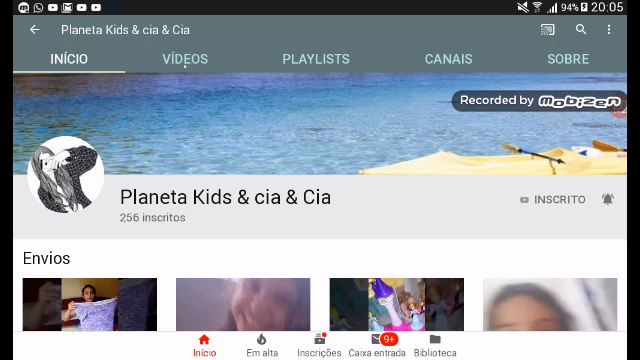 94% 20:05
Planeta Kids & cia & Cia
INÍCIO VÍDEOS PLAYLISTS CANAIS SOBRE
Recorded by MOBIZEN
Planeta Kids & cia & Cia
INSCRITO
256 inscritos
Envios
9+
Início Em alta Inscrições Caixa entrada Biblioteca